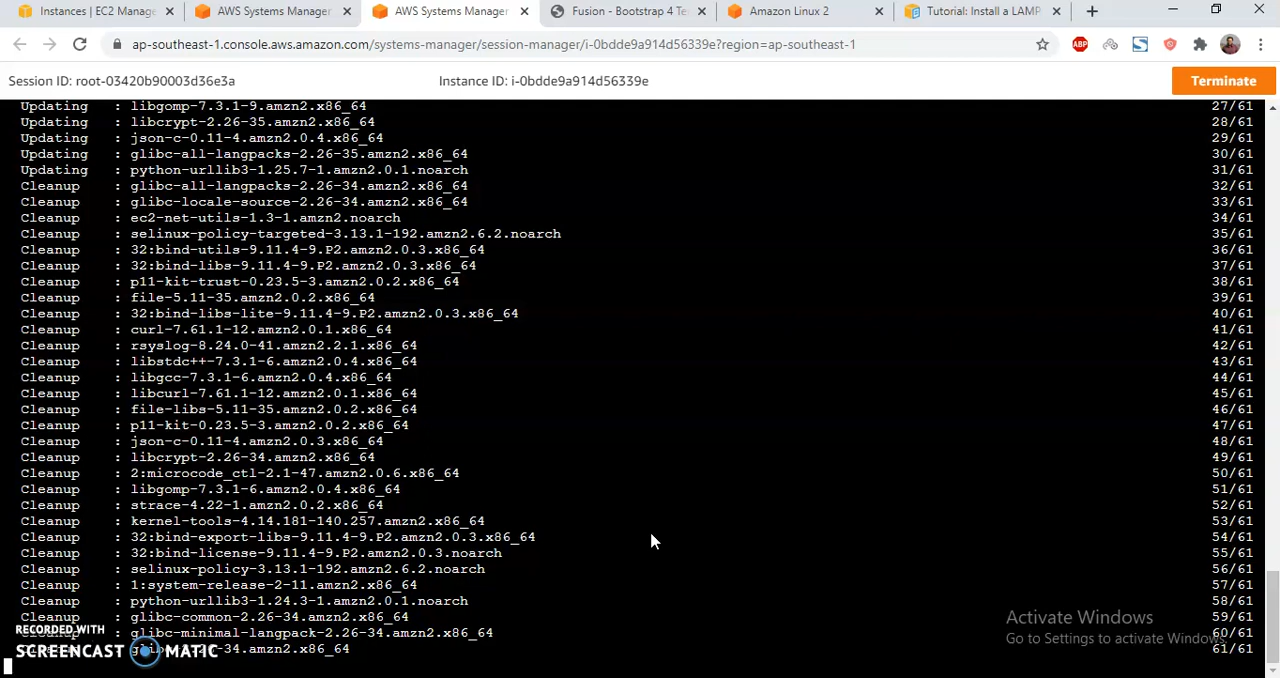 Instances | EC2 Manage
AWS Systems Manager
AWS Systems Manager
Fusion - Bootstrap 4 Te
Amazon Linux 2
Tutorial: Install a LAMP
ap-southeast-1.console.aws.amazon.com/systems-manager/session-manager/i-0bdde9a914d56339e?region=ap-southeast-1
ABP
Session ID: root-03420b90003d36e3a Instance ID: i-0bdde9a914d56339e Terminate
Updating : libgomp-7.3.1-9.amzn2.x86_64 27/61
Updating : libcrypt-2.26-35.amzn2.x86_64 28/61
Updating : json-c-0.11-4.amzn2.0.4.x86_64 29/61
Updating : glibc-all-langpacks-2.26-35.amzn2.x86_64 30/61
Updating : python-urllib3-1.25.7-1.amzn2.0.1.noarch 31/61
Cleanup : glibc-all-langpacks-2.26-34.amzn2.x86_64 32/61
Cleanup : glibc-locale-source-2.26-34.amzn2.x86_64 33/61
Cleanup : ec2-net-utils-1.3-1.amzn2.noarch 34/61
Cleanup : selinux-policy-targeted-3.13.1-192.amzn2.6.2.noarch 35/61
Cleanup : 32:bind-utils-9.11.4-9.P2.amzn2.0.3.x86_64 36/61
Cleanup : 32:bind-libs-9.11.4-9.P2.amzn2.0.3.x86_64 37/61
Cleanup : p11-kit-trust-0.23.5-3.amzn2.0.2.x86_64 38/61
Cleanup : file-5.11-35.amzn2.0.2.x86_64 39/61
Cleanup : 32:bind-libs-lite-9.11.4-9.P2.amzn2.0.3.x86_64 40/61
Cleanup : curl-7.61.1-12.amzn2.0.1.x86_64 41/61
Cleanup : rsyslog-8.24.0-41.amzn2.2.1.x86_64 42/61
Cleanup : libstdc++-7.3.1-6.amzn2.0.4.x86_64 43/61
Cleanup : libgcc-7.3.1-6.amzn2.0.4.x86_64 44/61
Cleanup : libcurl-7.61.1-12.amzn2.0.1.x86_64 45/61
Cleanup : file-libs-5.11-35.amzn2.0.2.x86_64 46/61
Cleanup : p11-kit-0.23.5-3.amzn2.0.2.x86_64 47/61
Cleanup : json-c-0.11-4.amzn2.0.3.x86_64 48/61
Cleanup : libcrypt-2.26-34.amzn2.x86_64 49/61
Cleanup : 2:microcode_ctl-2.1-47.amzn2.0.6.x86_64 50/61
Cleanup : libgomp-7.3.1-6.amzn2.0.4.x86_64 51/61
Cleanup : strace-4.22-1.amzn2.0.2.x86_64 52/61
Cleanup : kernel-tools-4.14.181-140.257.amzn2.x86_64 53/61
Cleanup : 32:bind-export-libs-9.11.4-9.P2.amzn2.0.3.x86_64 54/61
Cleanup : 32:bind-license-9.11.4-9.P2.amzn2.0.3.noarch 55/61
Cleanup : selinux-policy-3.13.1-192.amzn2.6.2.noarch 56/61
Cleanup : 1:system-release-2-11.amzn2.x86_64 57/61
Cleanup : python-urllib3-1.24.3-1.amzn2.0.1.noarch 58/61
Cleanup : glibc-common-2.26-34.amzn2.x86_64 59/61
glibc-minimal-langpack-2.26-34.amzn2.x86_64 60/61
-34.amzn2.x86_64 61/61
RECORDED WITH
SCREENCAST MATIC
Activate Windows
Go to Settings to activate Windows.